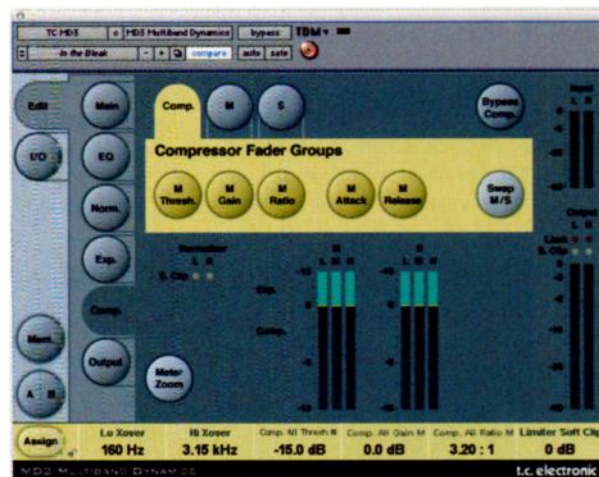 TC MD3 c MD3 Multiband Dynamics bypass TDM
In the Bleak - + compare auto safe
Edit Main Comp. M S Bypass Comp. Input
L R
I/O EQ Compressor Fader Groups
Norm. M Thresh. M Gain M Ratio M Attack M Release Swap M/S
Output
L R
Exp. Normalizer
L R
M
L M H
S
L M H
Limit
S. Clip
S. Clip
Exp.
Comp. Comp.
Mem. Output Meter Zoom
A B
Assign Lo Xover Hi Xover Comp. All Thresh M Comp. All Gain M Comp. All Ratio M Limiter Soft Clip
160 Hz 3.15 kHz -15.0 dB 0.0 dB 3.20 : 1 0 dB
MD3 MULTIBAND DYNAMICS t.c. electronic